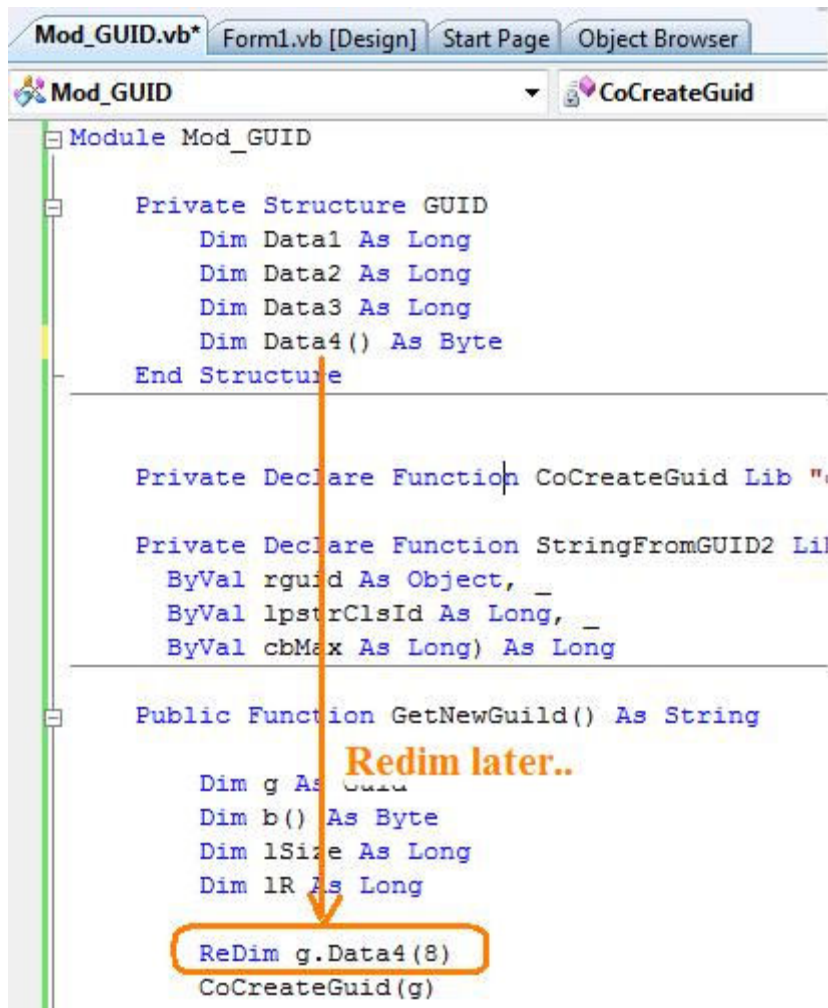 Mod_GUID.vb* Form1.vb [Design] Start Page Object Browser
Mod_GUID CoCreateGuid
Module Mod_GUID
Private Structure GUID
Dim Data1 As Long
Dim Data2 As Long
Dim Data3 As Long
Dim Data4() As Byte
End Structure
Private Declare Function CoCreateGuid Lib "
Private Declare Function StringFromGUID2 Lib
ByVal rguid As Object, _
ByVal lpstrClsId As Long, _
ByVal cbMax As Long) As Long
Public Function GetNewGuild() As String
Redim later..
Dim g As Guid
Dim b() As Byte
Dim lSize As Long
Dim lR As Long
ReDim g.Data4(8)
CoCreateGuid(g)